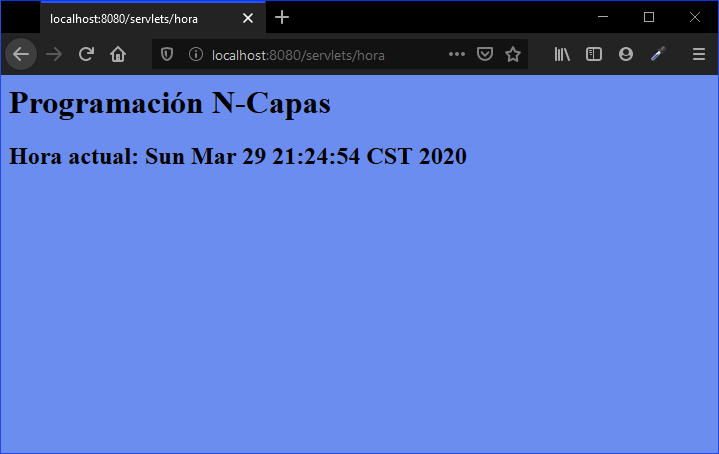 localhost:8080/servlets/hora
localhost:8080/servlets/hora
Programación N-Capas
Hora actual: Sun Mar 29 21:24:54 CST 2020